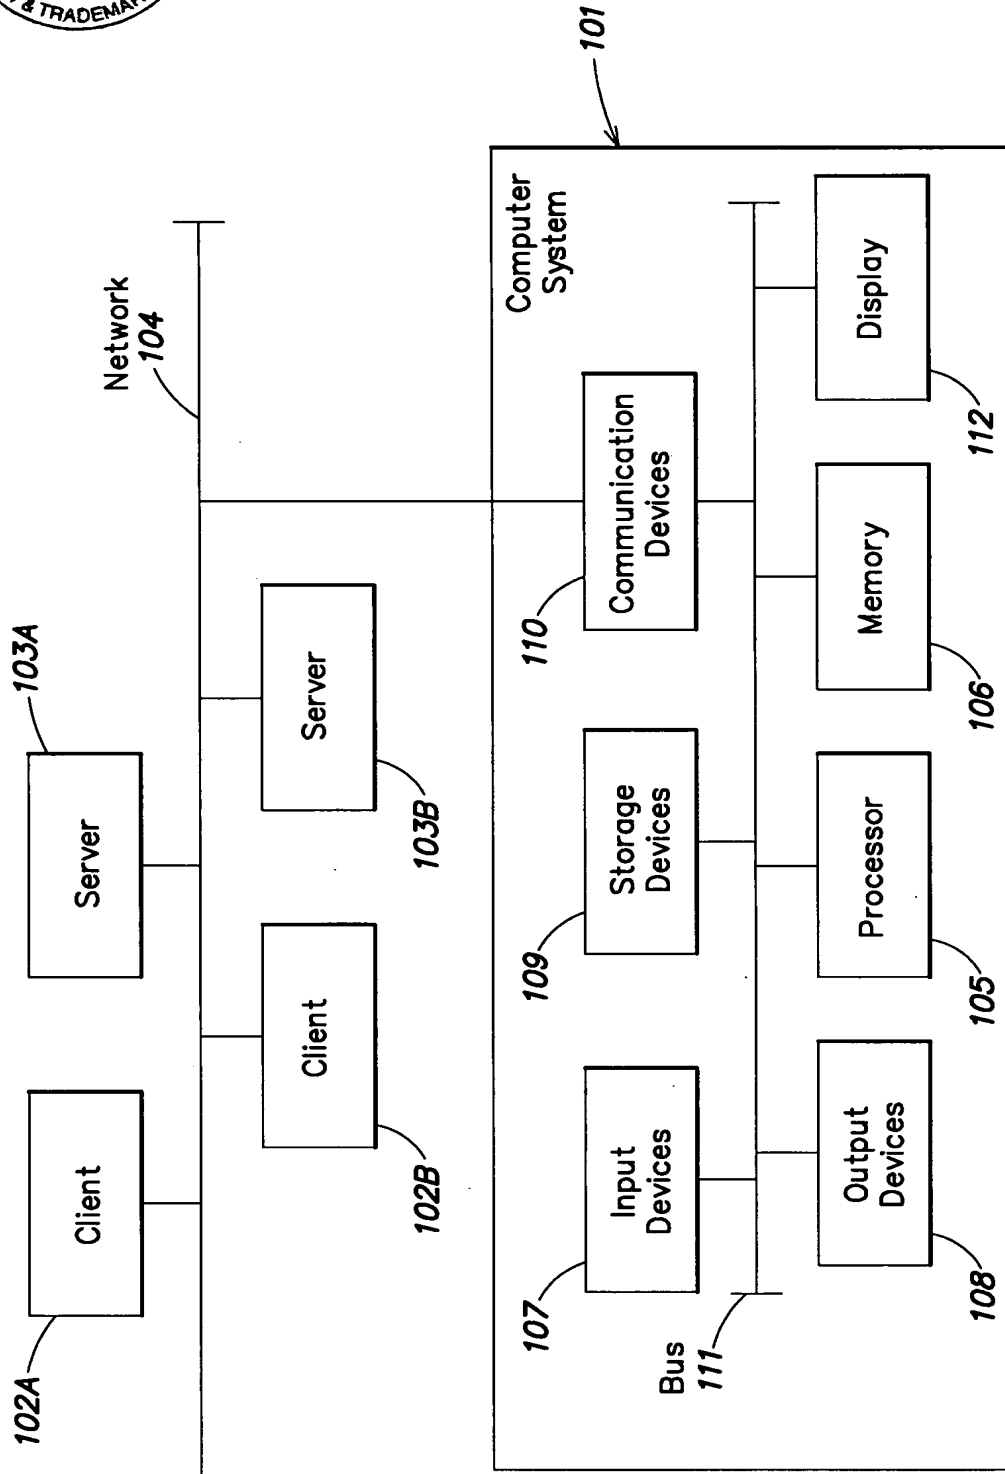 & TRADEMAR
102A
Client
Server
103A
Network
104
Client
102B
Server
103B
101
Computer
System
107
Input
Devices
109
Storage
Devices
110
Communication
Devices
Bus
111
Output
Devices
108
Processor
105
Memory
106
Display
112